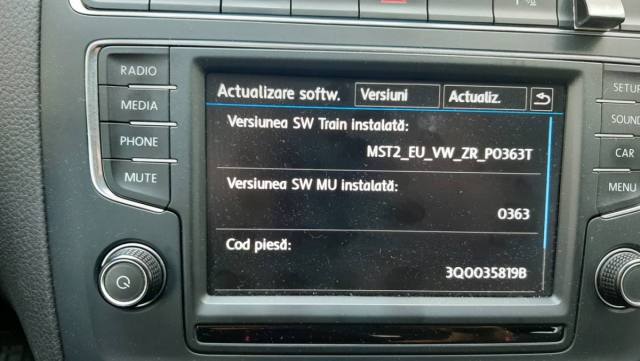 RADIO
MEDIA
PHONE
MUTE
Actualizare softw.
Versiuni
Actualiz.
Versiunea SW Train instalată:
MST2_EU_VW_ZR_P0363T
Versiunea SW MU instalată:
0363
Cod piesă:
3Q0035819B
SETUP
SOUND
CAR
MENU